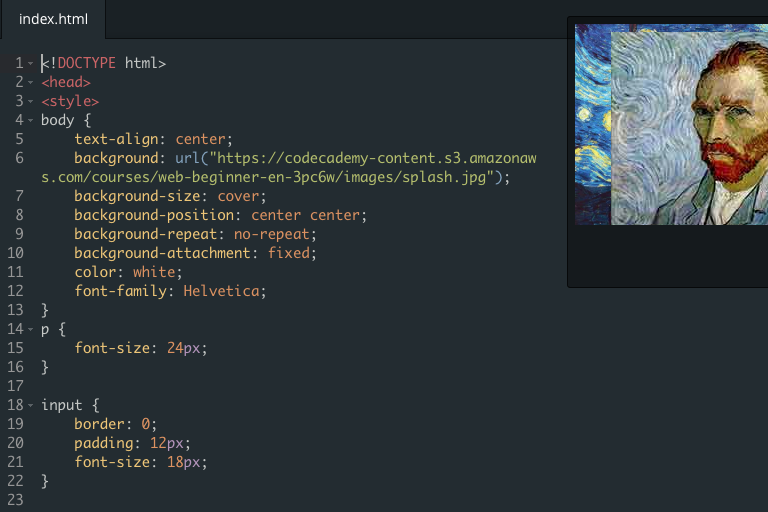 index.html
1 <!DOCTYPE html>
2 <head>
3 <style>
4 body {
5 text-align: center;
6 background: url("https://codecademy-content.s3.amazonaw
s.com/courses/web-beginner-en-3pc6w/images/splash.jpg");
7 background-size: cover;
8 background-position: center center;
9 background-repeat: no-repeat;
10 background-attachment: fixed;
11 color: white;
12 font-family: Helvetica;
13 }
14 p {
15 font-size: 24px;
16 }
17
18 input {
19 border: 0;
20 padding: 12px;
21 font-size: 18px;
22 }
23